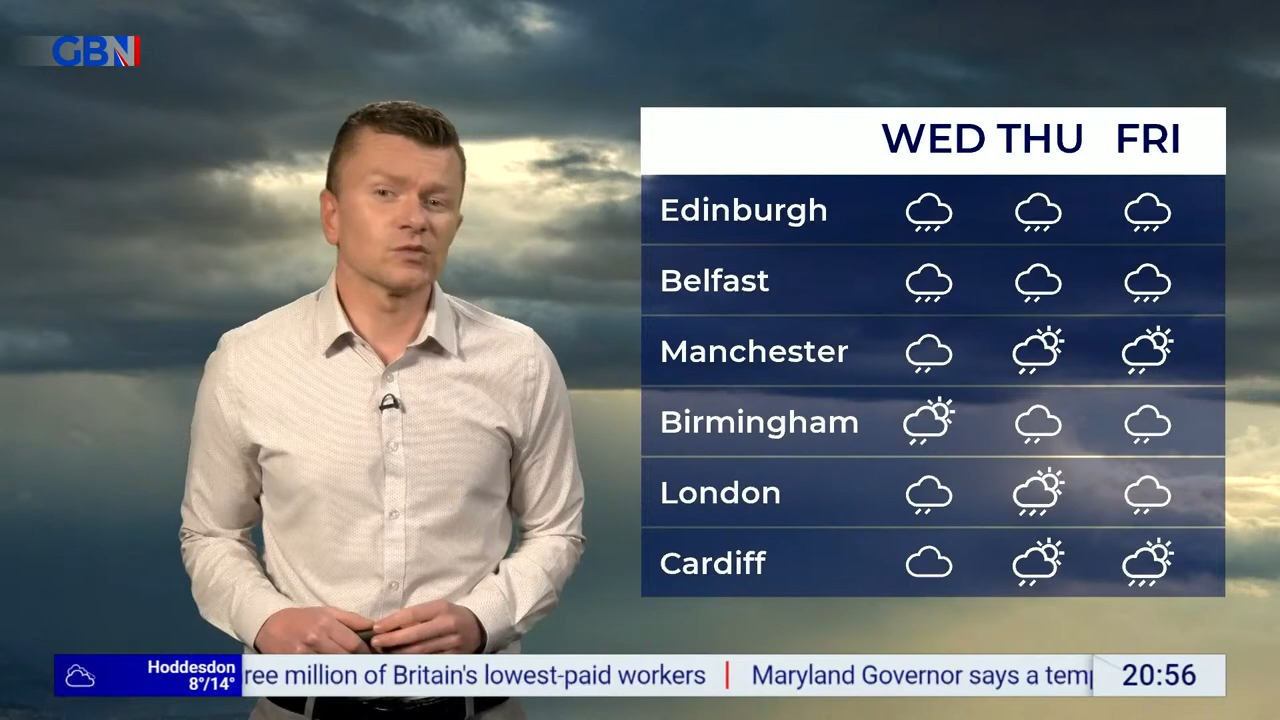 GBN
WED THU FRI
Edinburgh
Belfast
Manchester
Birmingham
London
Cardiff
Hoddesdon
8°/14°
ree million of Britain's lowest-paid workers | Maryland Governor says a temp
20:56